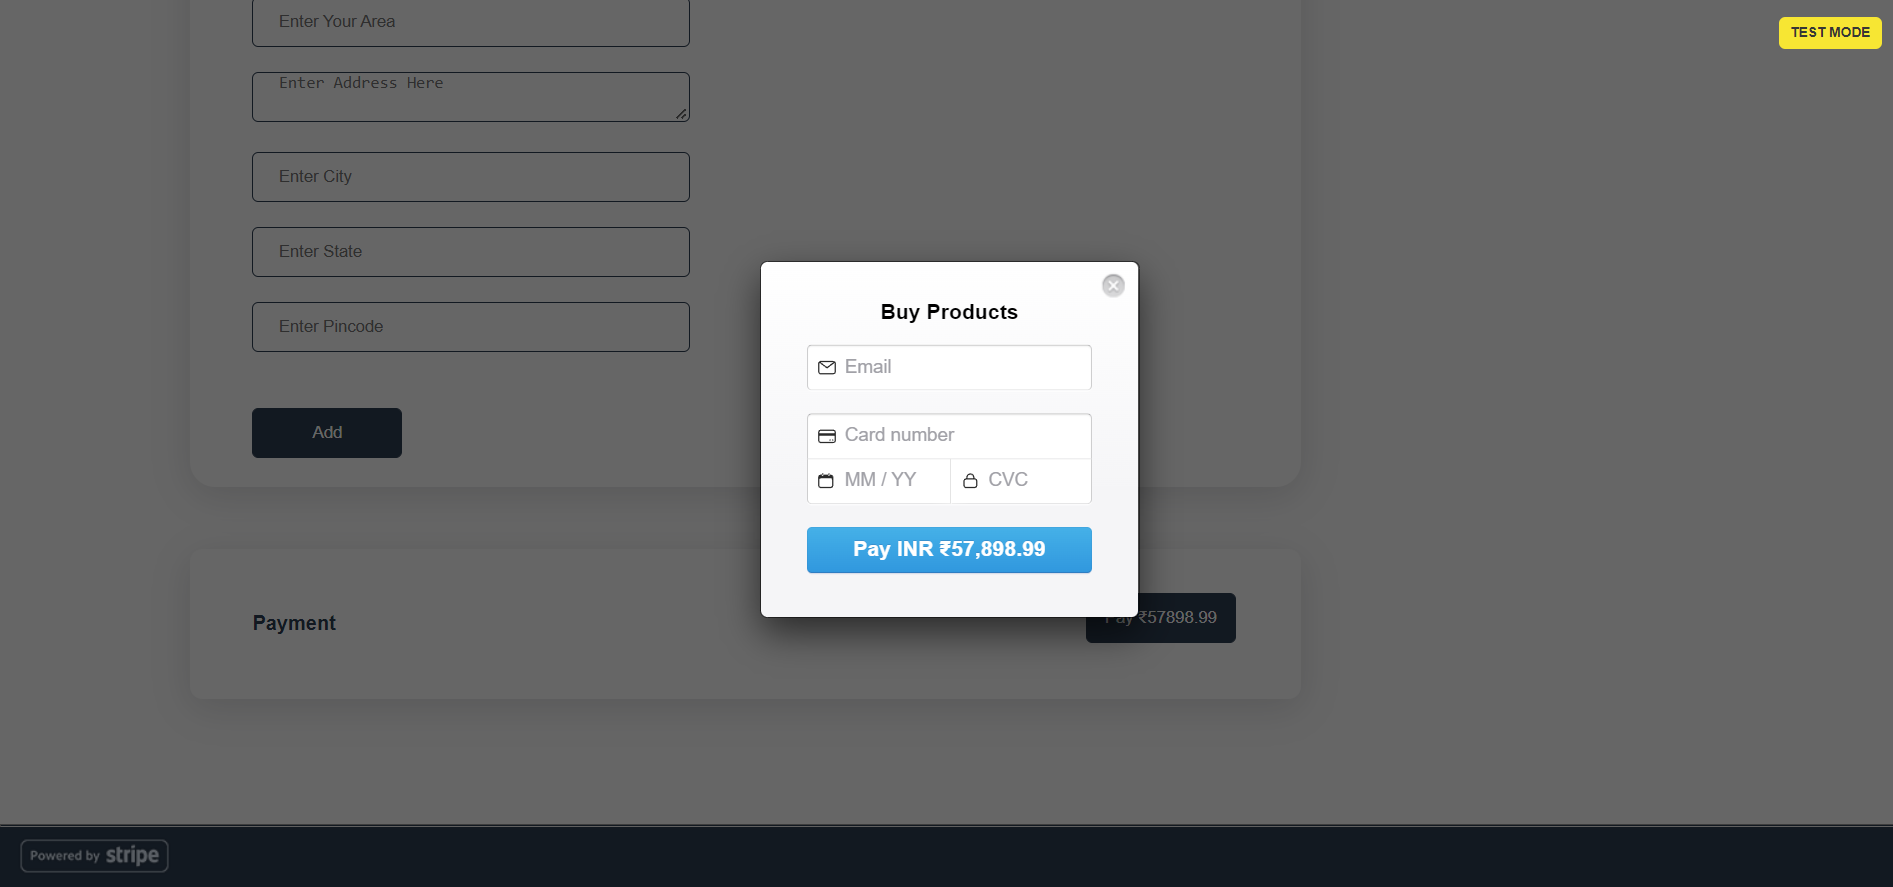 Enter Your Area
TEST MODE
Enter Address Here
Enter City
Enter State
Enter Pincode
Add
Buy Products
Email
Card number
MM / YY
CVC
Pay INR ₹57,898.99
Payment
Pay ₹57898.99
Powered by stripe